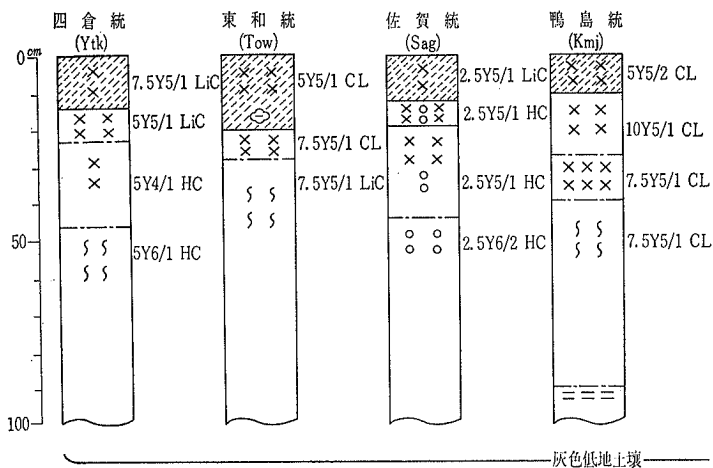 四倉統 東和統 佐賀統 鴨島統
(Ytk) (Tow) (Sag) (Kmj)
0 cm
50
100
7.5Y5/1 LiC
5Y5/1 LiC
5Y4/1 HC
5Y6/1 HC
5Y5/1 CL
7.5Y5/1 CL
7.5Y5/1 LiC
2.5Y5/1 LiC
2.5Y5/1 HC
2.5Y5/1 HC
2.5Y6/2 HC
5Y5/2 CL
10Y5/1 CL
7.5Y5/1 CL
7.5Y5/1 CL
灰色低地土壌